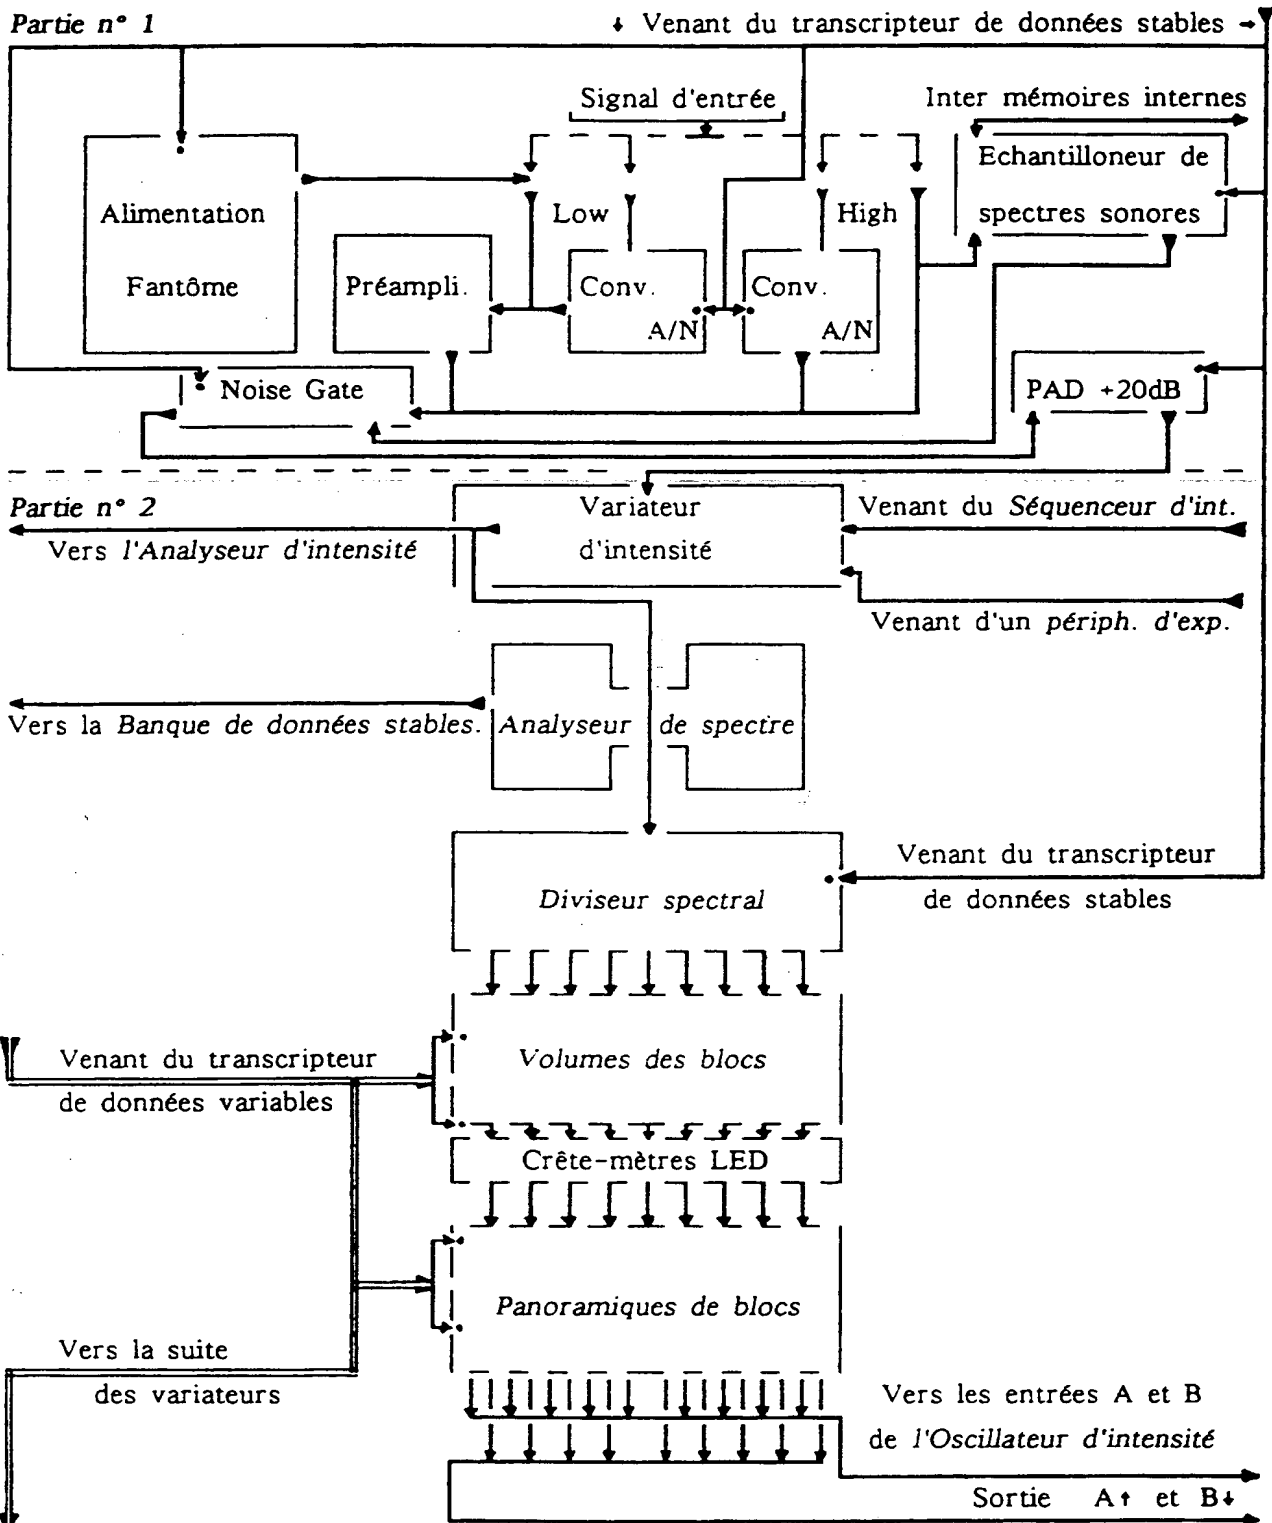 Partie n° 1
↓ Venant du transcripteur de données stables →
Signal d'entrée
Inter mémoires internes
Echantilloneur de
spectres sonores
Alimentation
Fantôme
Low
High
Préampli.
Conv.
A/N
Conv.
A/N
Noise Gate
PAD +20dB
Partie n° 2
Variateur
d'intensité
Venant du Séquenceur d'int.
Vers l'Analyseur d'intensité
Venant d'un périph. d'exp.
Vers la Banque de données stables.
Analyseur de spectre
Venant du transcripteur
de données stables
Diviseur spectral
Venant du transcripteur
de données variables
Volumes des blocs
Crête-mètres LED
Panoramiques de blocs
Vers la suite
des variateurs
Vers les entrées A et B
de l'Oscillateur d'intensité
Sortie A↑ et B↓